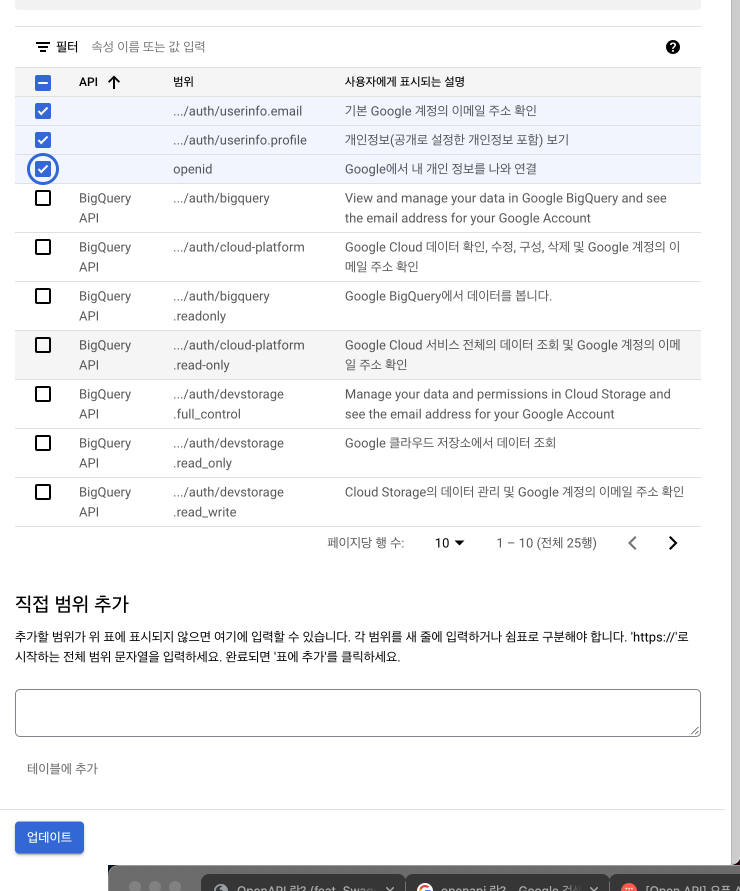 필터 속성 이름 또는 값 입력
API 범위 사용자에게 표시되는 설명
.../auth/userinfo.email 기본 Google 계정의 이메일 주소 확인
.../auth/userinfo.profile 개인정보(공개로 설정한 개인정보 포함) 보기
openid Google에서 내 개인 정보를 나와 연결
BigQuery API .../auth/bigquery View and manage your data in Google BigQuery and see
the email address for your Google Account
BigQuery API .../auth/cloud-platform Google Cloud 데이터 확인, 수정, 구성, 삭제 및 Google 계정의 이
메일 주소 확인
BigQuery API .../auth/bigquery
.readonly Google BigQuery에서 데이터를 봅니다.
BigQuery API .../auth/cloud-platform
.read-only Google Cloud 서비스 전체의 데이터 조회 및 Google 계정의 이메
일 주소 확인
BigQuery API .../auth/devstorage
.full_control Manage your data and permissions in Cloud Storage and
see the email address for your Google Account
BigQuery API .../auth/devstorage
.read_only Google 클라우드 저장소에서 데이터 조회
BigQuery API .../auth/devstorage
.read_write Cloud Storage의 데이터 관리 및 Google 계정의 이메일 주소 확인
페이지당 행 수: 10 1 – 10 (전체 25행)
직접 범위 추가
추가할 범위가 위 표에 표시되지 않으면 여기에 입력할 수 있습니다. 각 범위를 새 줄에 입력하거나 쉼표로 구분해야 합니다. 'https://'로
시작하는 전체 범위 문자열을 입력하세요. 완료되면 '표에 추가'를 클릭하세요.
테이블에 추가
업데이트
OpenAPI 란? (feat. Swag openapi 란? - Google 검색 [Open API] 오픈